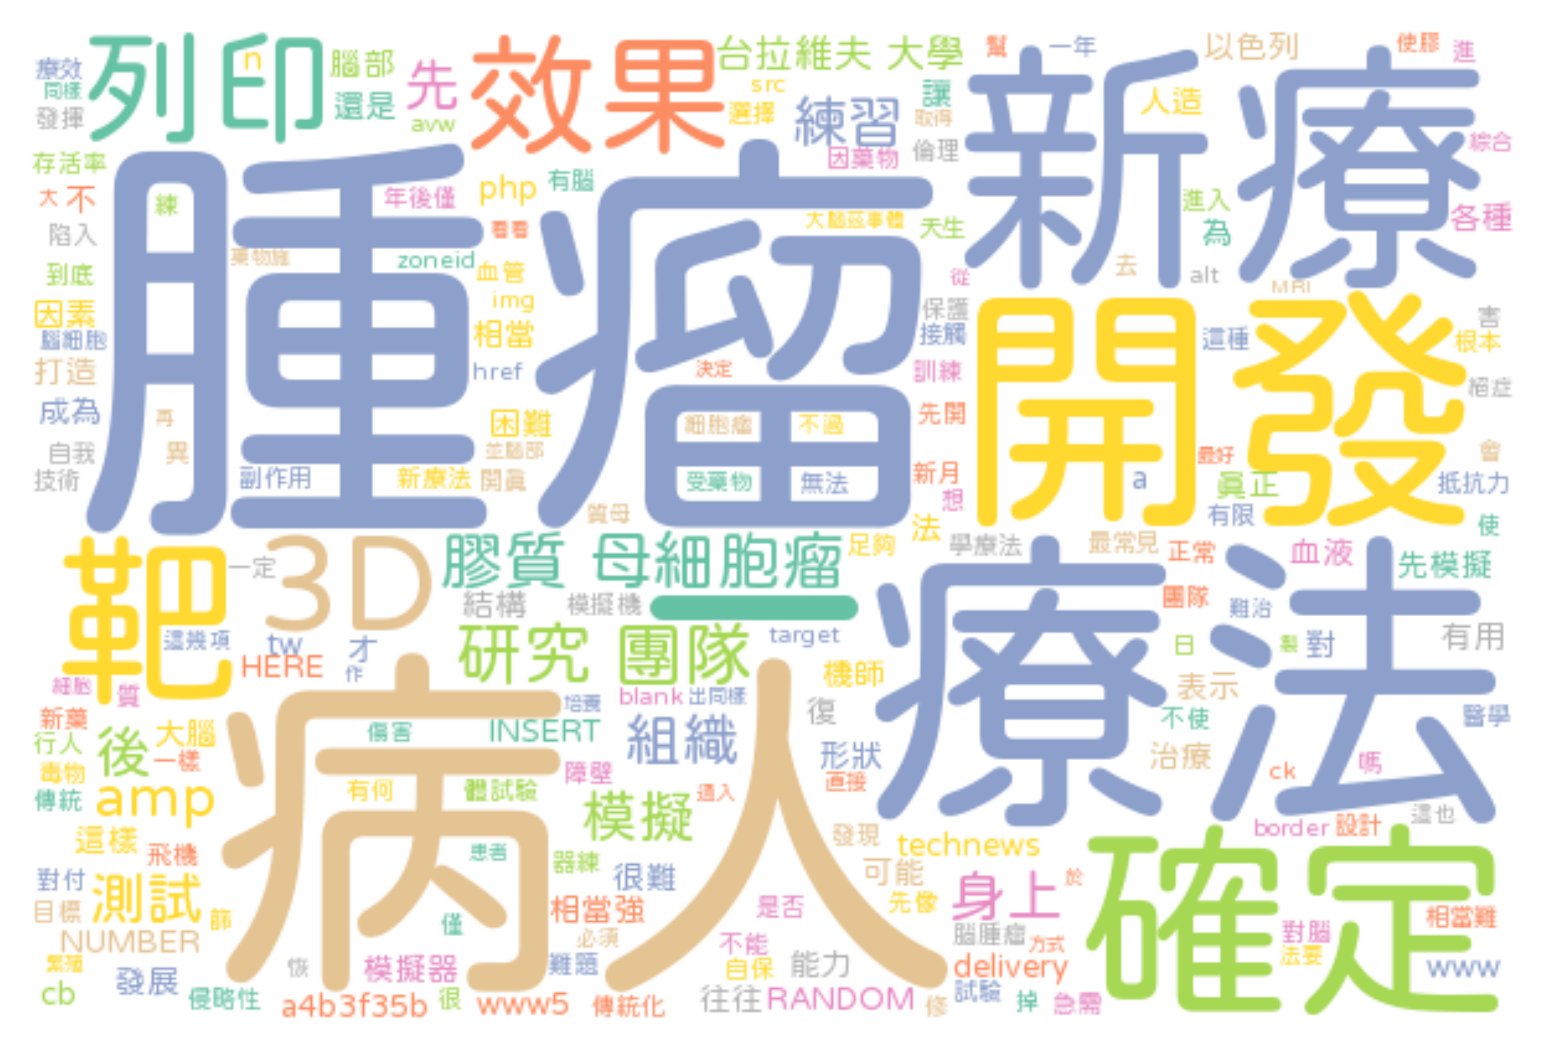 療效
列印
n
腦部
先
效果
台拉維夫 大學
幫
一年
以色列
使膠
進
同樣
還是
src
選擇
練習
讓
人造
發揮
avw
取得
新療
綜合
存活率
因藥物
倫理
大
不
練
年後僅
php
有腦
大腦茲事體
天生
進入
各種
陷入
腫瘤
看看
為
藥物施
zoneid
血管
從
去
alt
MRI
到底
img
因素
相當
保護
接觸
這種
害
根本
腦細胞
打造
href
決定
訓練
開發
絕症
成為
再
困難
細胞瘤
不過
先開
自我
異
並腦部
最好
會
技術
副作用
新療法
開真
受藥物
無法
新月
想
a
真正
抵抗力
質母
法
有限
使
靶
一定
3D
膠質 母細胞瘤
足夠
學療法
最常見
正常
血液
先模擬
結構
模擬機
團隊
難治
這幾項
tw
才
研究 團隊
target
療法
日
製
對
有用
HERE
作
機師
表示
細胞
質
病人
培養
blank
出同樣
新藥
後
大腦
傷害
INSERT
組織
復
不使
醫學
行人
一樣
形狀
治療
毒物
障壁
直接
ck
嗎
傳統
amp
有何
體試驗
模擬
通入
這也
這樣
飛機
發現
technews
border
設計
患者
器練
很難
可能
對付
測試
篩
相當強
是否
先像
身上
於
確定
目標
僅
相當難
NUMBER
必須
不能
腦腫瘤
方式
對腦
繁殖
恢
模擬器
難題
自保
能力
delivery
法要
www
cb
發展
侵略性
a4b3f35b
很
www5
傳統化
往往
RANDOM
修
試驗
掉
急需